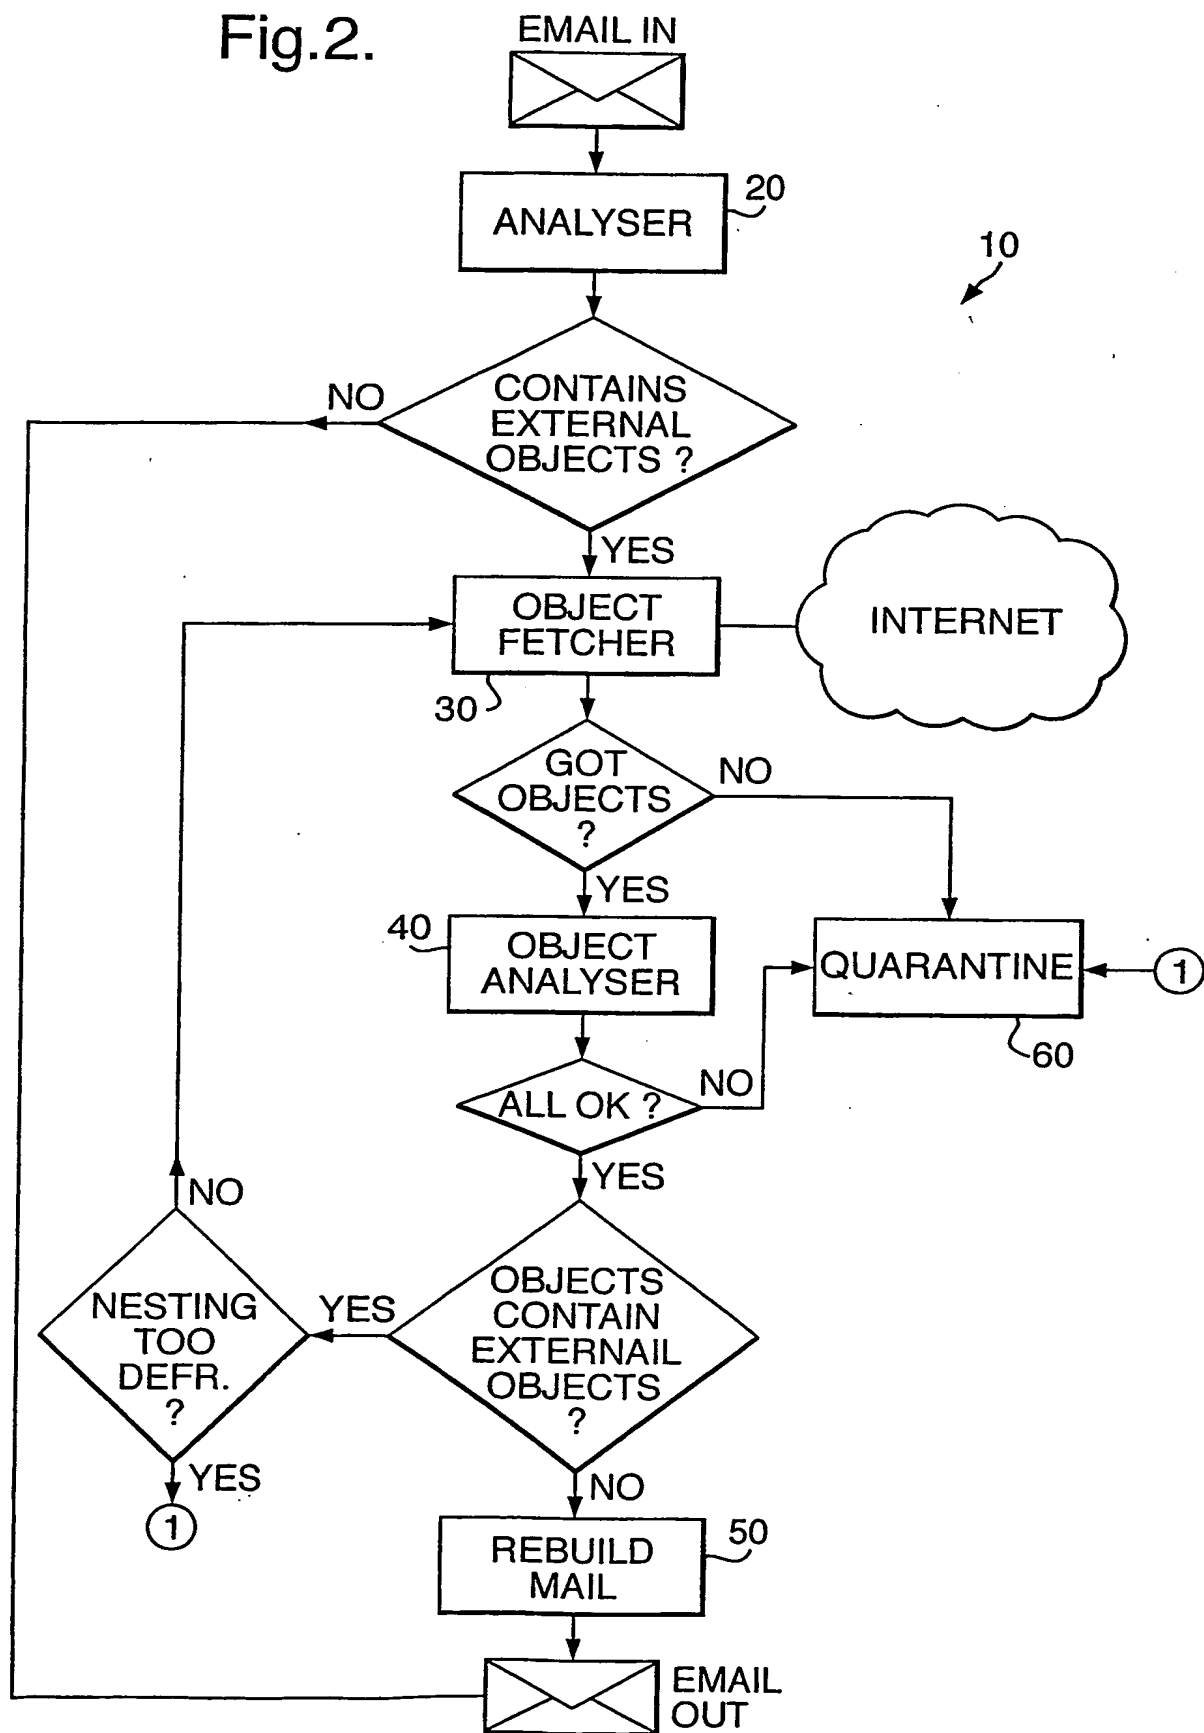 Fig.2.
EMAIL IN
ANALYSER
20
10
CONTAINS
EXTERNAL
OBJECTS ?
NO
YES
OBJECT
FETCHER
30
INTERNET
GOT
OBJECTS
?
NO
YES
40
OBJECT
ANALYSER
QUARANTINE
1
60
ALL OK ?
NO
YES
OBJECTS
CONTAIN
EXTERNAIL
OBJECTS
?
YES
NESTING
TOO
DEFR.
?
NO
YES
1
NO
REBUILD
MAIL
50
EMAIL
OUT